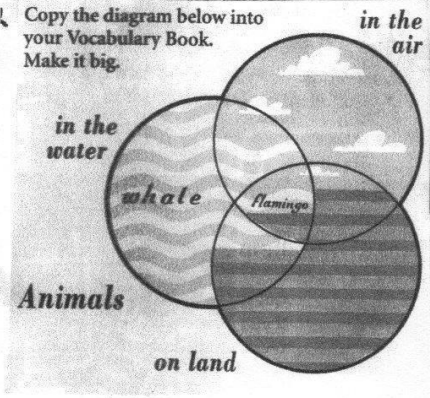 Copy the diagram below into
your Vocabulary Book.
Make it big.
in the
air
in the
water
whale
flamingo
Animals
on land